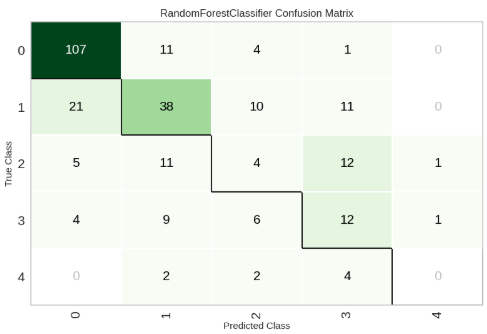 RandomForestClassifier Confusion Matrix
True Class
0 107 11 4 1 0
1 21 38 10 11 0
2 5 11 4 12 1
3 4 9 6 12 1
4 0 2 2 4 0
0 1 2 3 4
Predicted Class